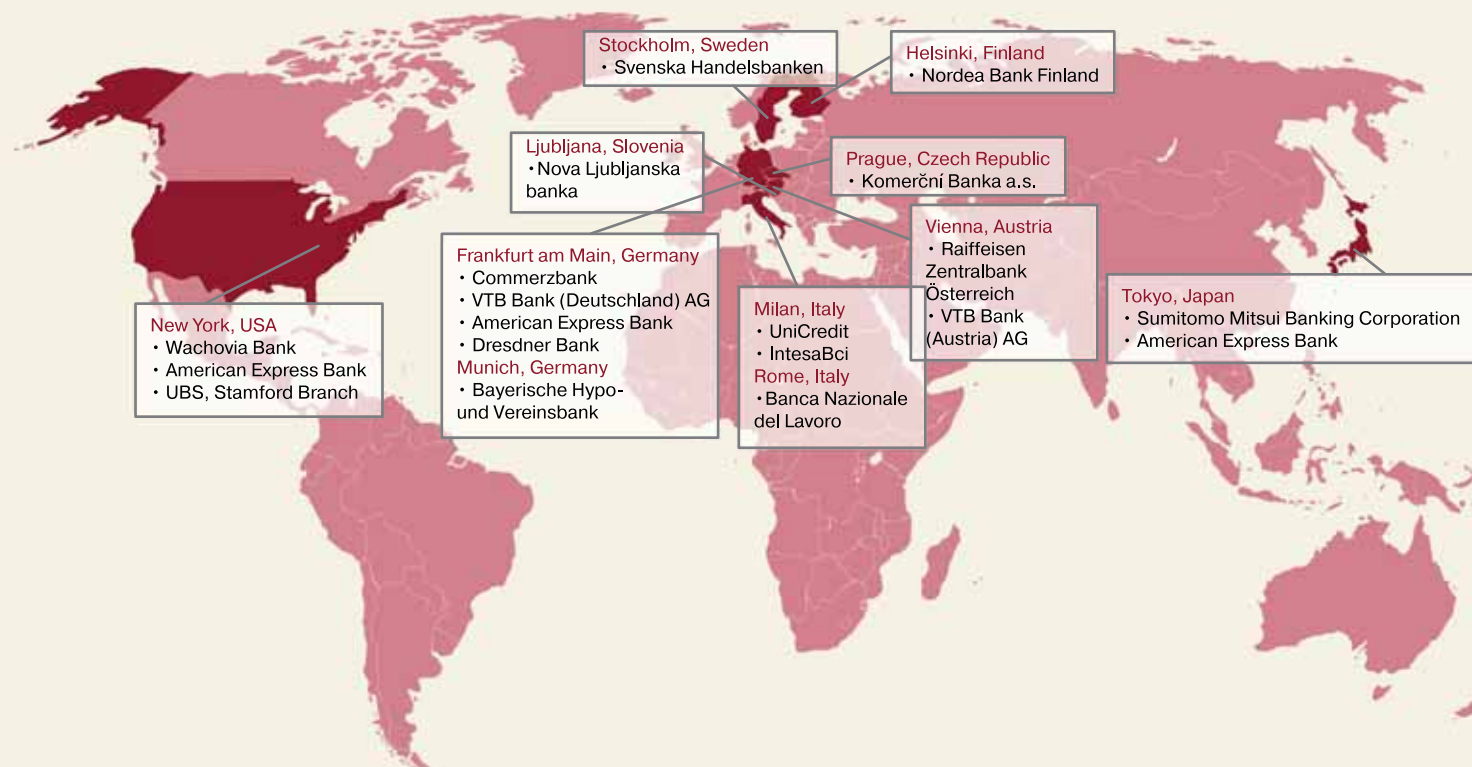 Stockholm, Sweden
· Svenska Handelsbanken
Helsinki, Finland
· Nordea Bank Finland
Ljubljana, Slovenia
· Nova Ljubljanska
banka
Prague, Czech Republic
· Komerční Banka a.s.
Vienna, Austria
· Raiffeisen
Zentralbank
Österreich
· VTB Bank
(Austria) AG
Frankfurt am Main, Germany
· Commerzbank
· VTB Bank (Deutschland) AG
· American Express Bank
· Dresdner Bank
Munich, Germany
· Bayerische Hypo-
und Vereinsbank
Milan, Italy
· UniCredit
· IntesaBci
Rome, Italy
· Banca Nazionale
del Lavoro
Tokyo, Japan
· Sumitomo Mitsui Banking Corporation
· American Express Bank
New York, USA
· Wachovia Bank
· American Express Bank
· UBS, Stamford Branch